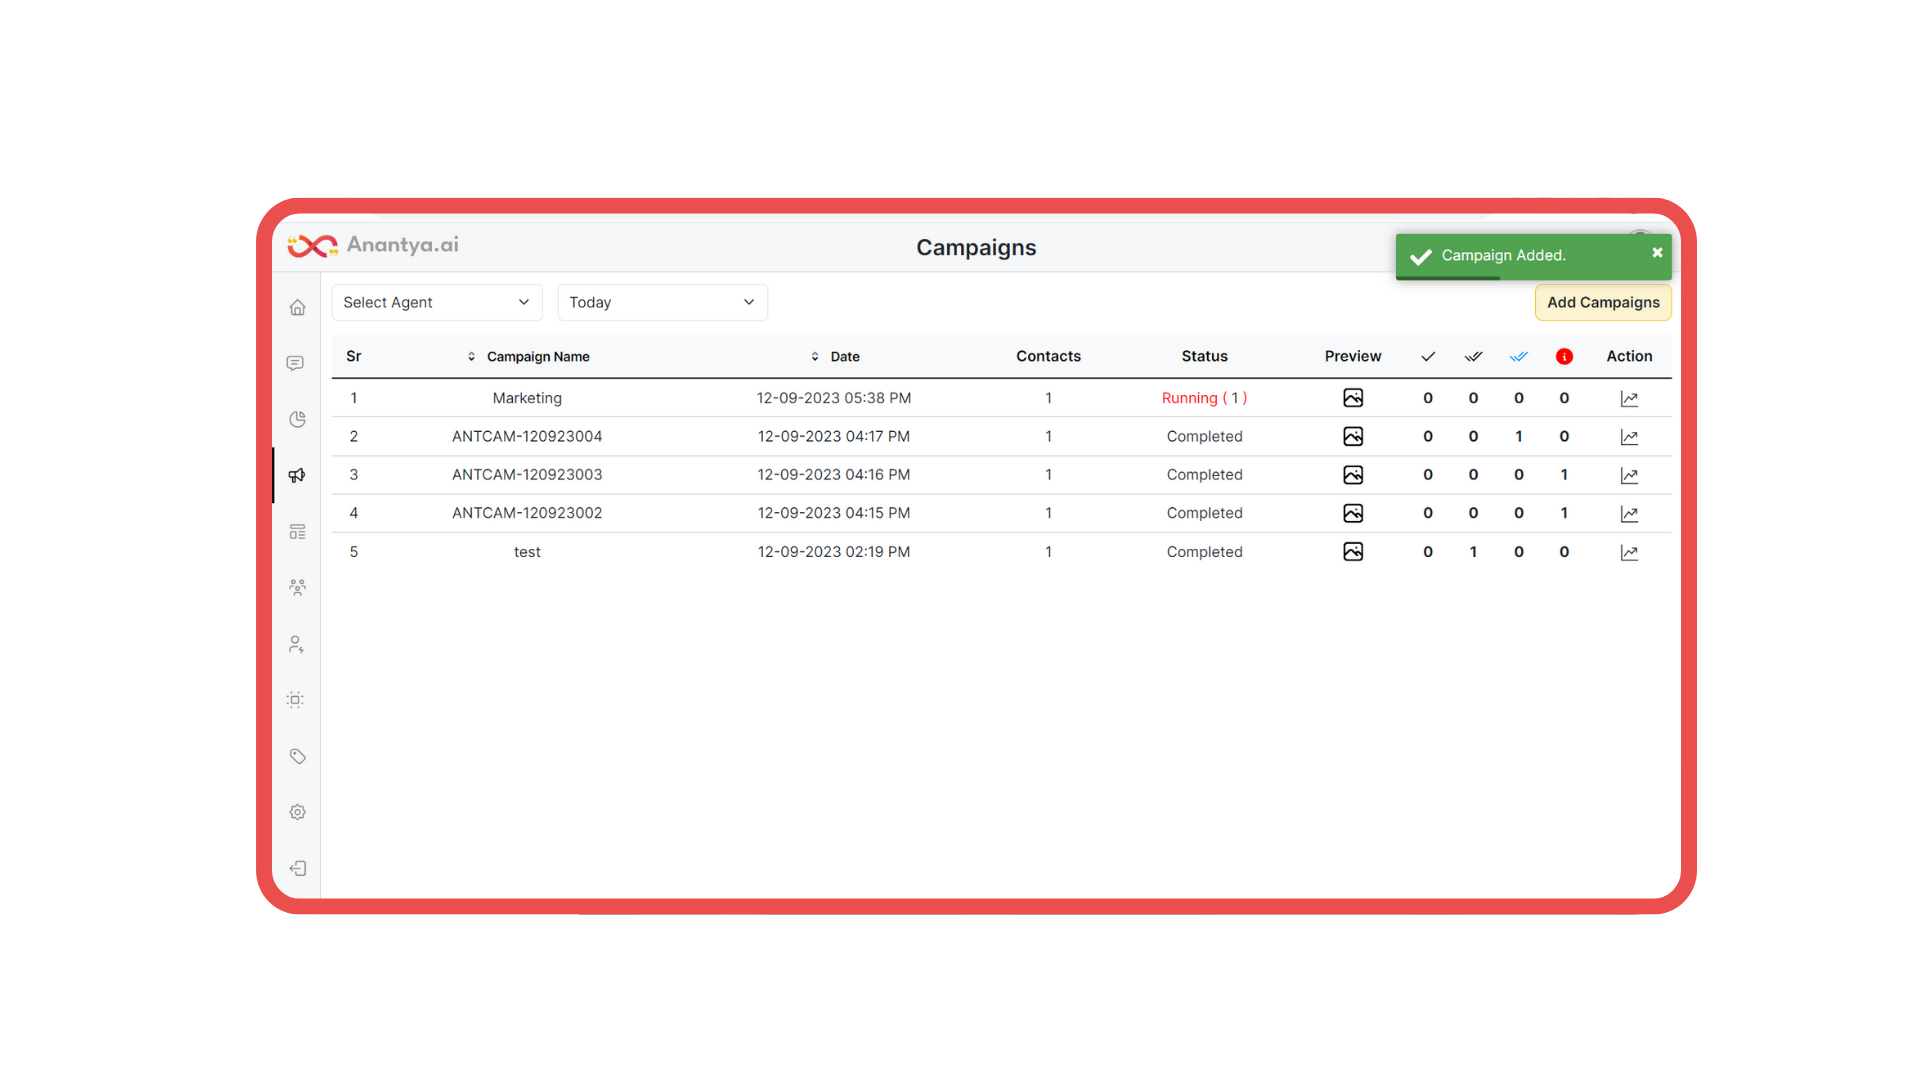 Anantya.ai
Campaigns
Campaign Added.
Select Agent
Today
Add Campaigns
Sr Campaign Name Date Contacts Status Preview Action
1 Marketing 12-09-2023 05:38 PM 1 Running ( 1 ) 0 0 0 0
2 ANTCAM-120923004 12-09-2023 04:17 PM 1 Completed 0 0 1 0
3 ANTCAM-120923003 12-09-2023 04:16 PM 1 Completed 0 0 0 1
4 ANTCAM-120923002 12-09-2023 04:15 PM 1 Completed 0 0 0 1
5 test 12-09-2023 02:19 PM 1 Completed 0 1 0 0